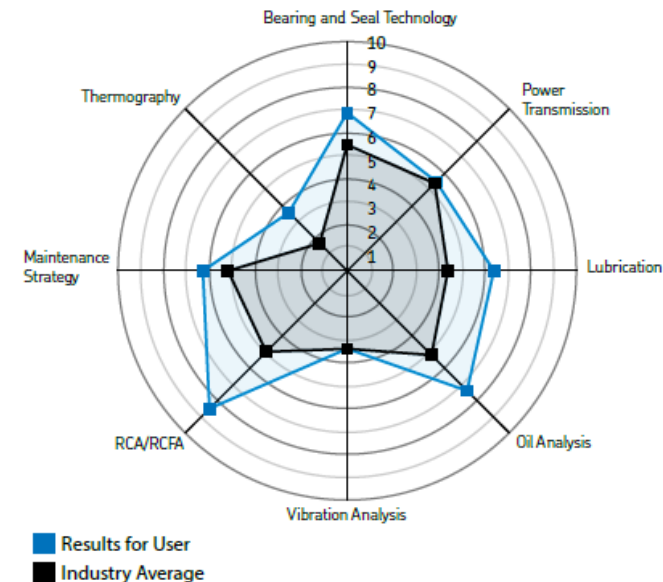 Bearing and Seal Technology
10
9
8
7
6
5
4
3
2
1
Thermography
Power
Transmission
Maintenance
Strategy
Lubrication
RCA/RCFA
Oil Analysis
Vibration Analysis
Results for User
Industry Average